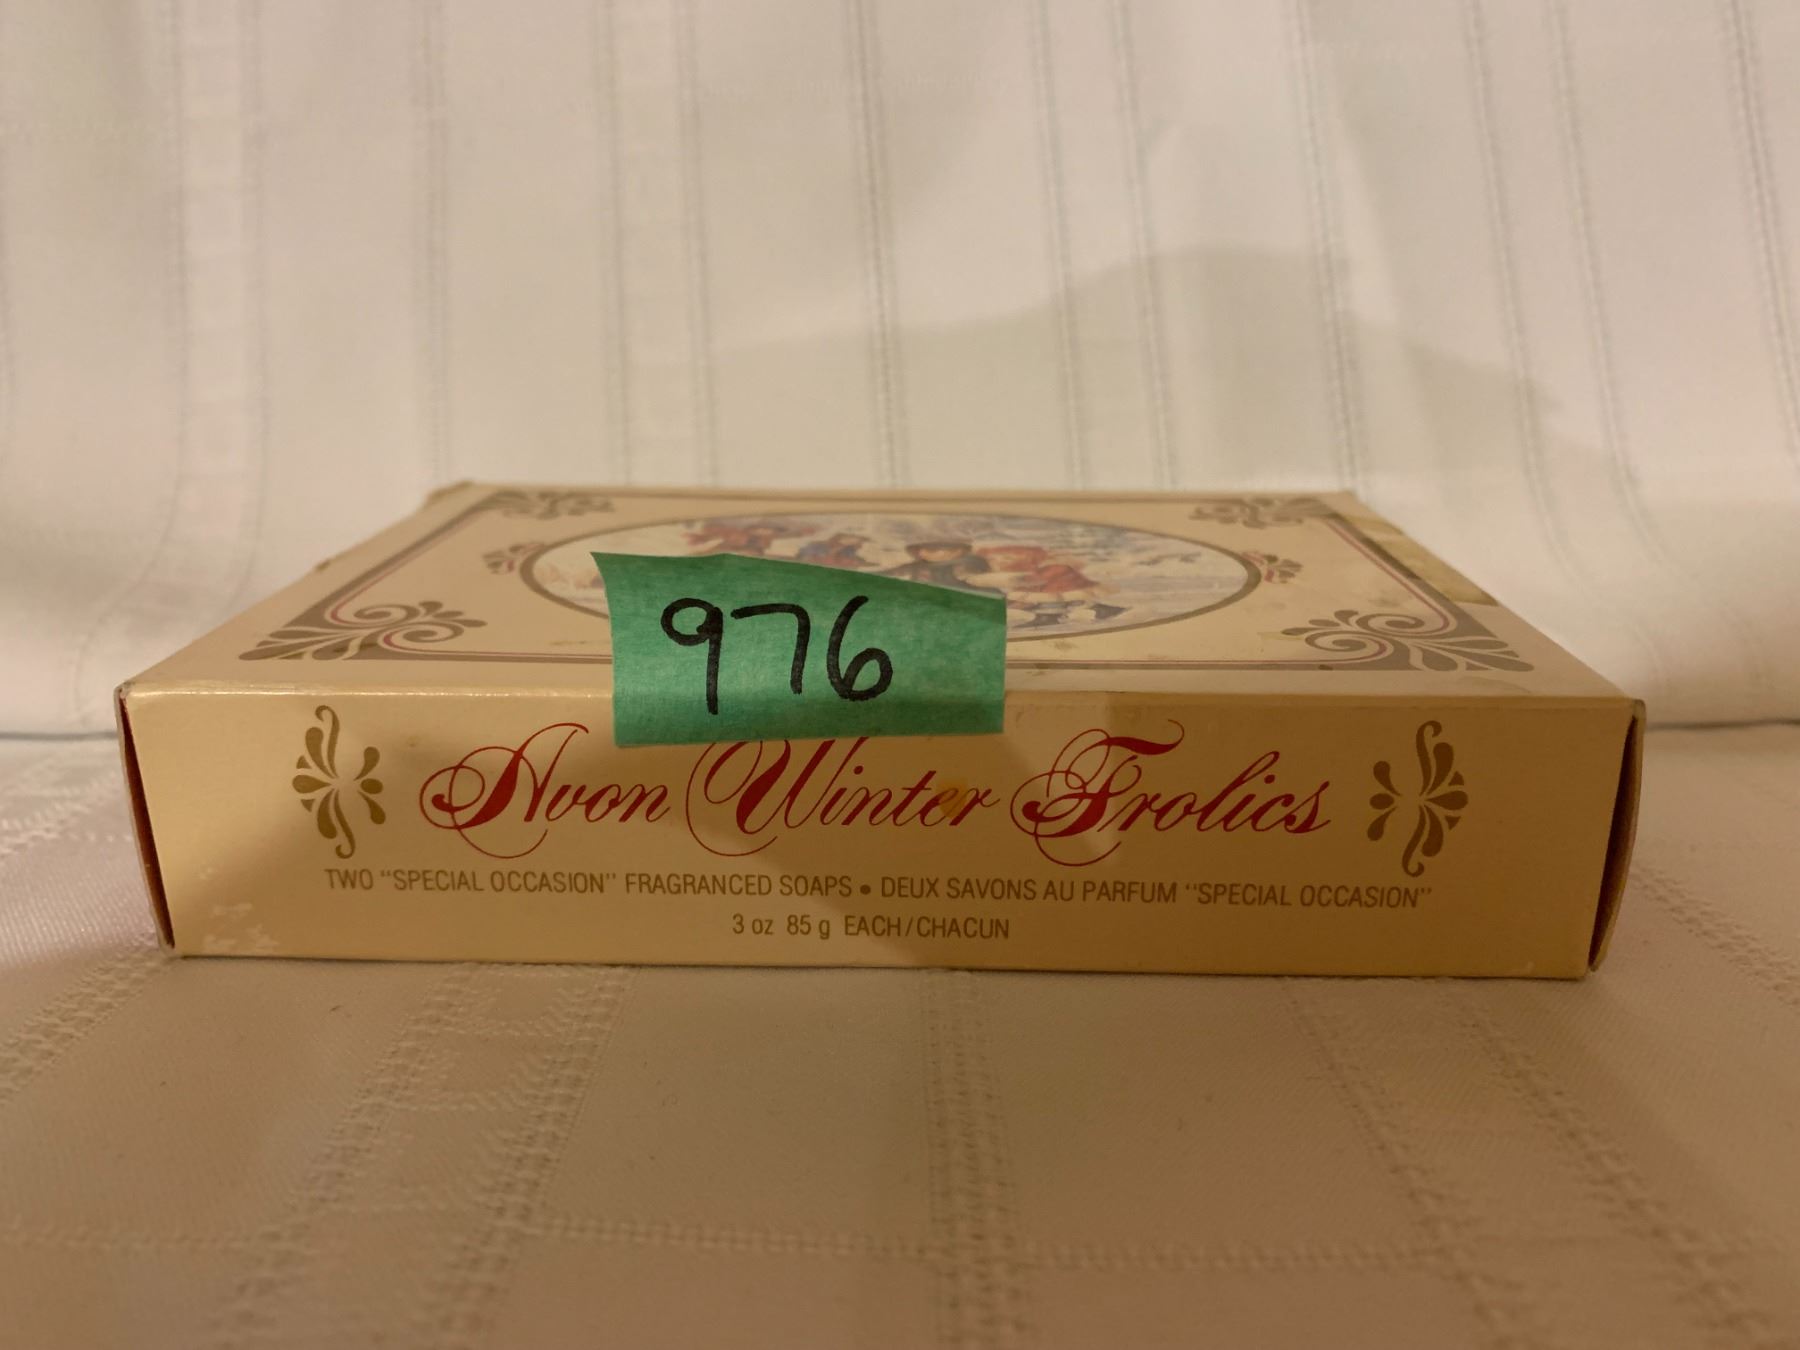 976
Avon Winter Frolics
TWO "SPECIAL OCCASION" FRAGRANCED SOAPS • DEUX SAVONS AU PARFUM "SPECIAL OCCASION"
3 oz 85 g EACH/CHACUN